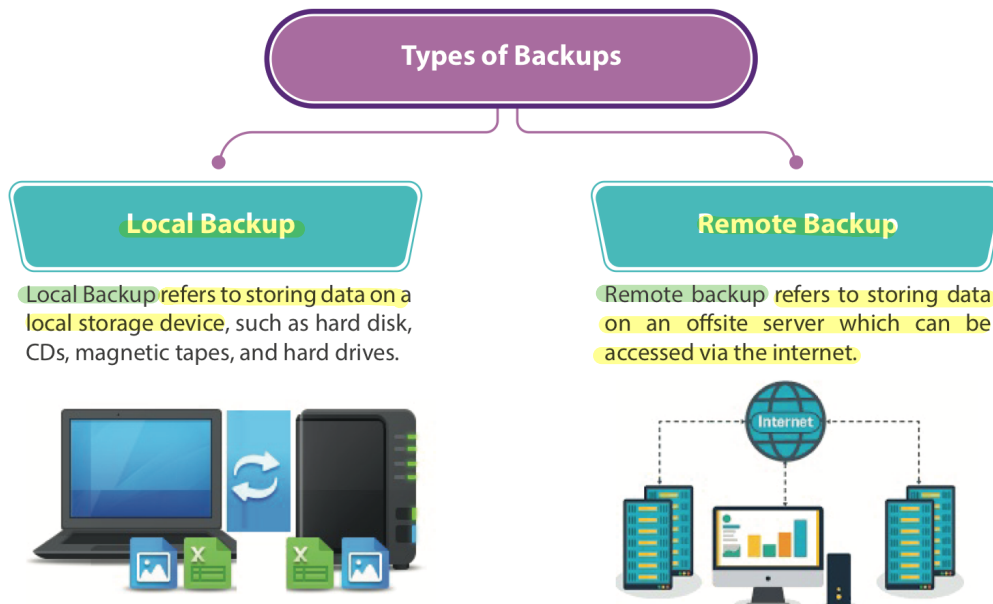 Types of Backups
Local Backup
Local Backup refers to storing data on a
local storage device, such as hard disk,
CDs, magnetic tapes, and hard drives.
Remote Backup
Remote backup refers to storing data
on an offsite server which can be
accessed via the internet.
X
X
Internet